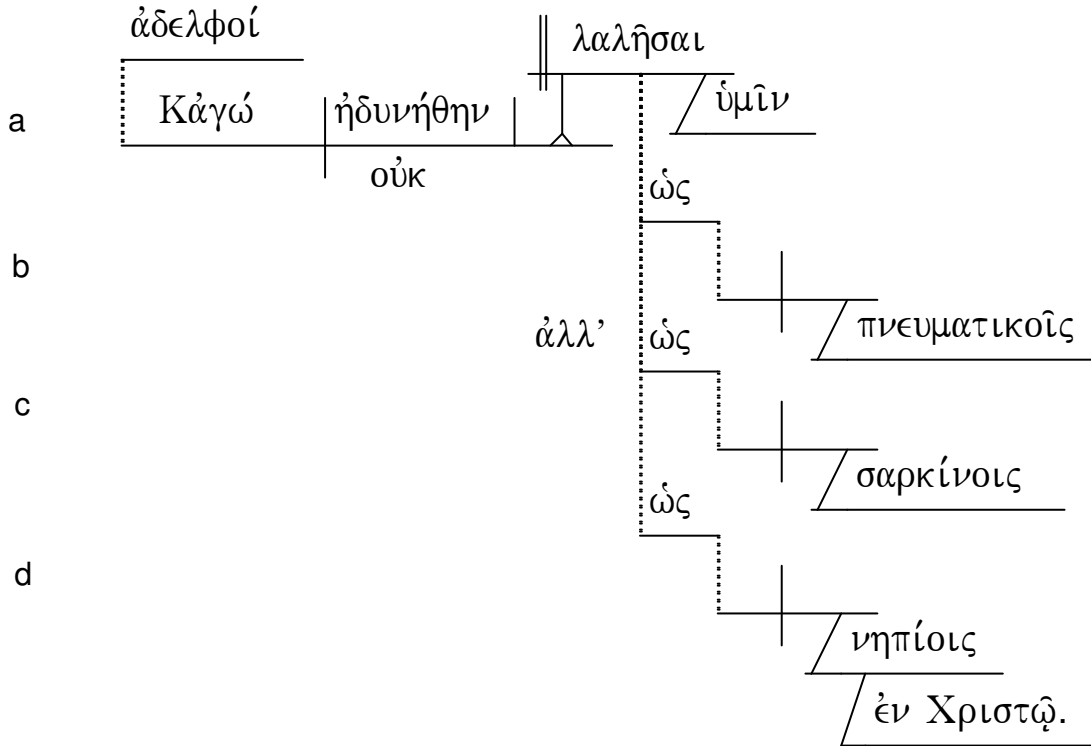 ἀδελφοί λαλῆσαι
a Κἀγώ ἠδυνήθην ὑμῖν
οὐκ
ὡς
b
πνευματικοῖς
ἀλλ’ ὡς
c
σαρκίνοις
ὡς
d
νηπίοις
ἐν Χριστῷ.